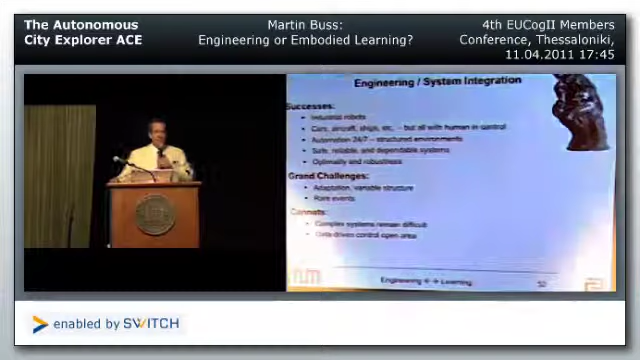 The Autonomous
City Explorer ACE
Martin Buss:
Engineering or Embodied Learning?
4th EUCogII Members
Conference, Thessaloniki,
11.04.2011 17:45
Engineering / System Integration
Successes:
Industrial robots
Cars, aircraft, ships, etc. – but all with human in control
Automation 24/7 – structured environments
Safe, reliable, and dependable systems
Optimality and robustness
Grand Challenges:
Adaptation, variable structure
Rare events
Cannots:
Complex systems remain difficult
Data driven control open area
Engineering ← → Learning
enabled by SWITCH